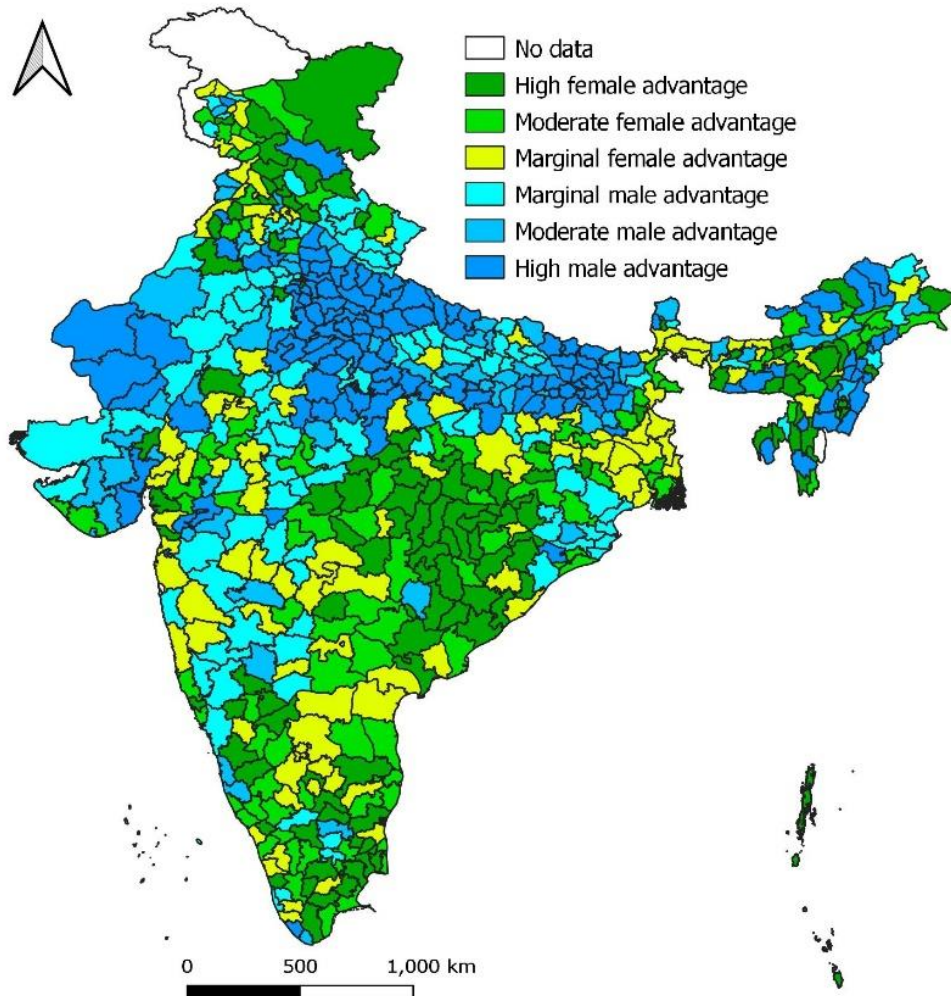 No data
High female advantage
Moderate female advantage
Marginal female advantage
Marginal male advantage
Moderate male advantage
High male advantage
0 500 1,000 km